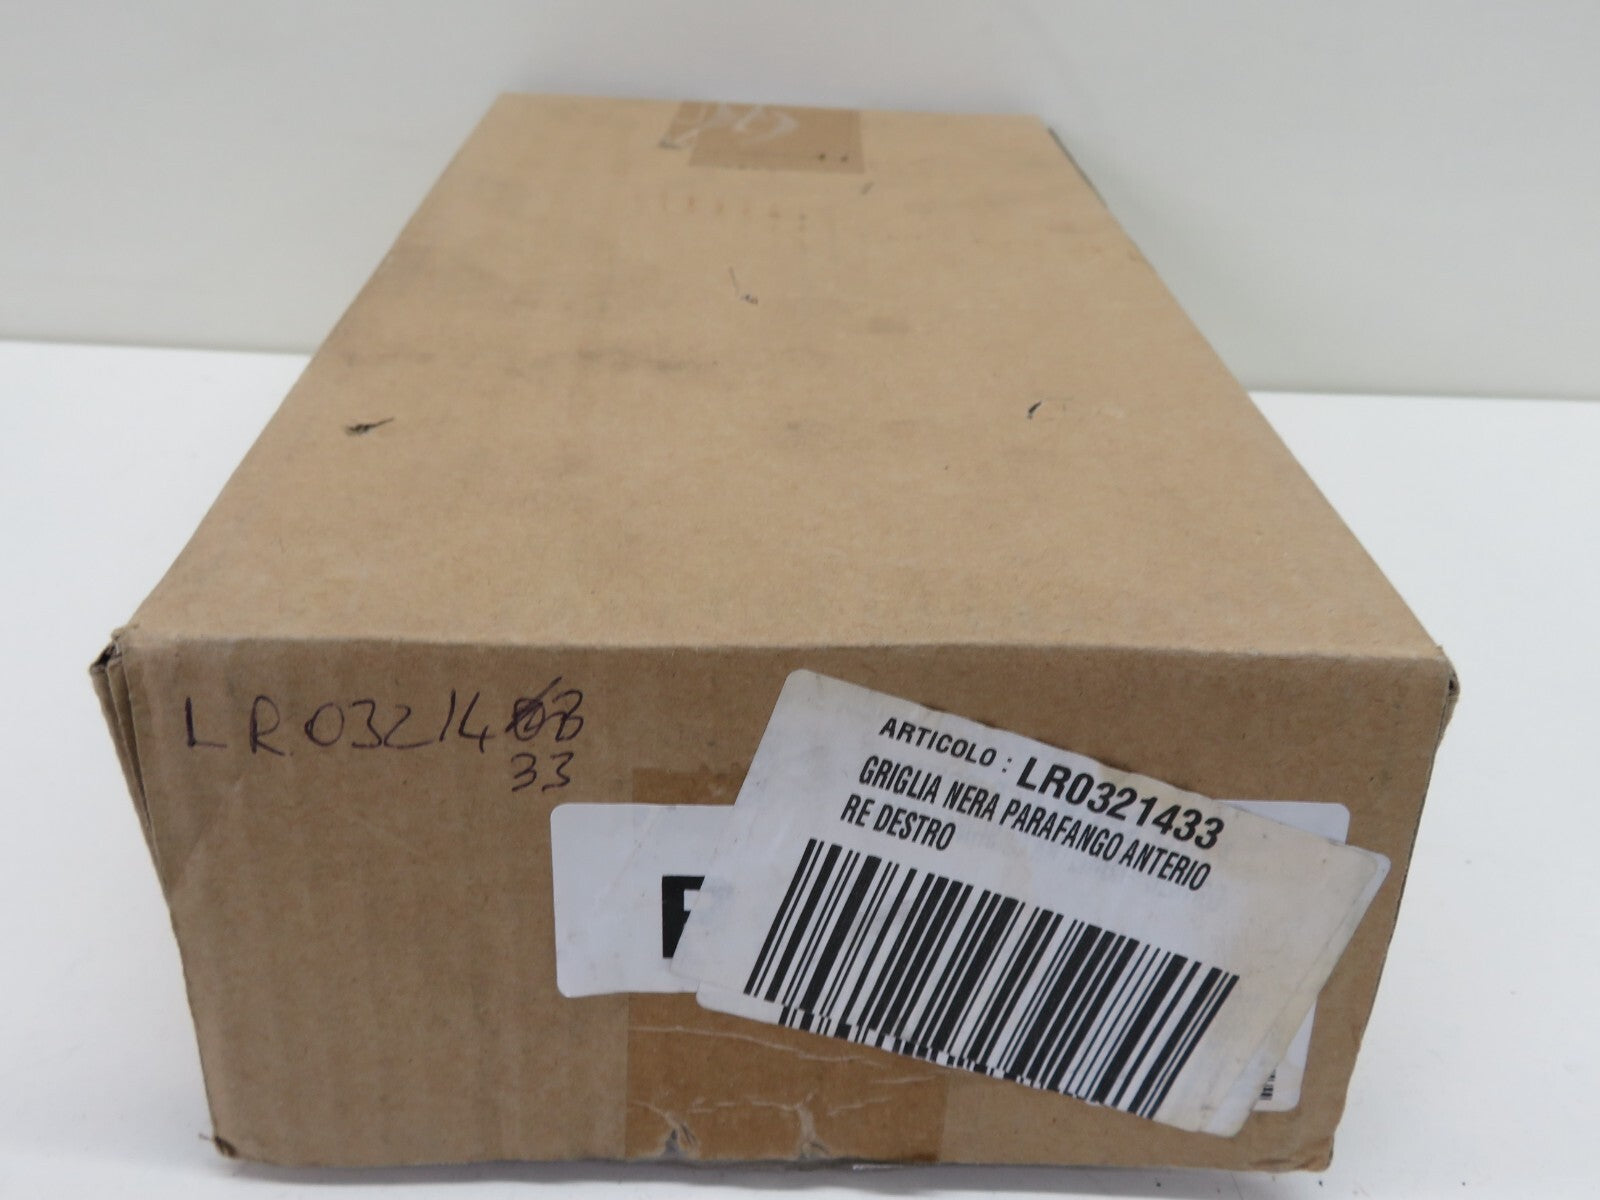 LR0321433
33
ARTICOLO : LR0321433
GRIGLIA NERA PARAFANGO ANTERIO
RE DESTRO